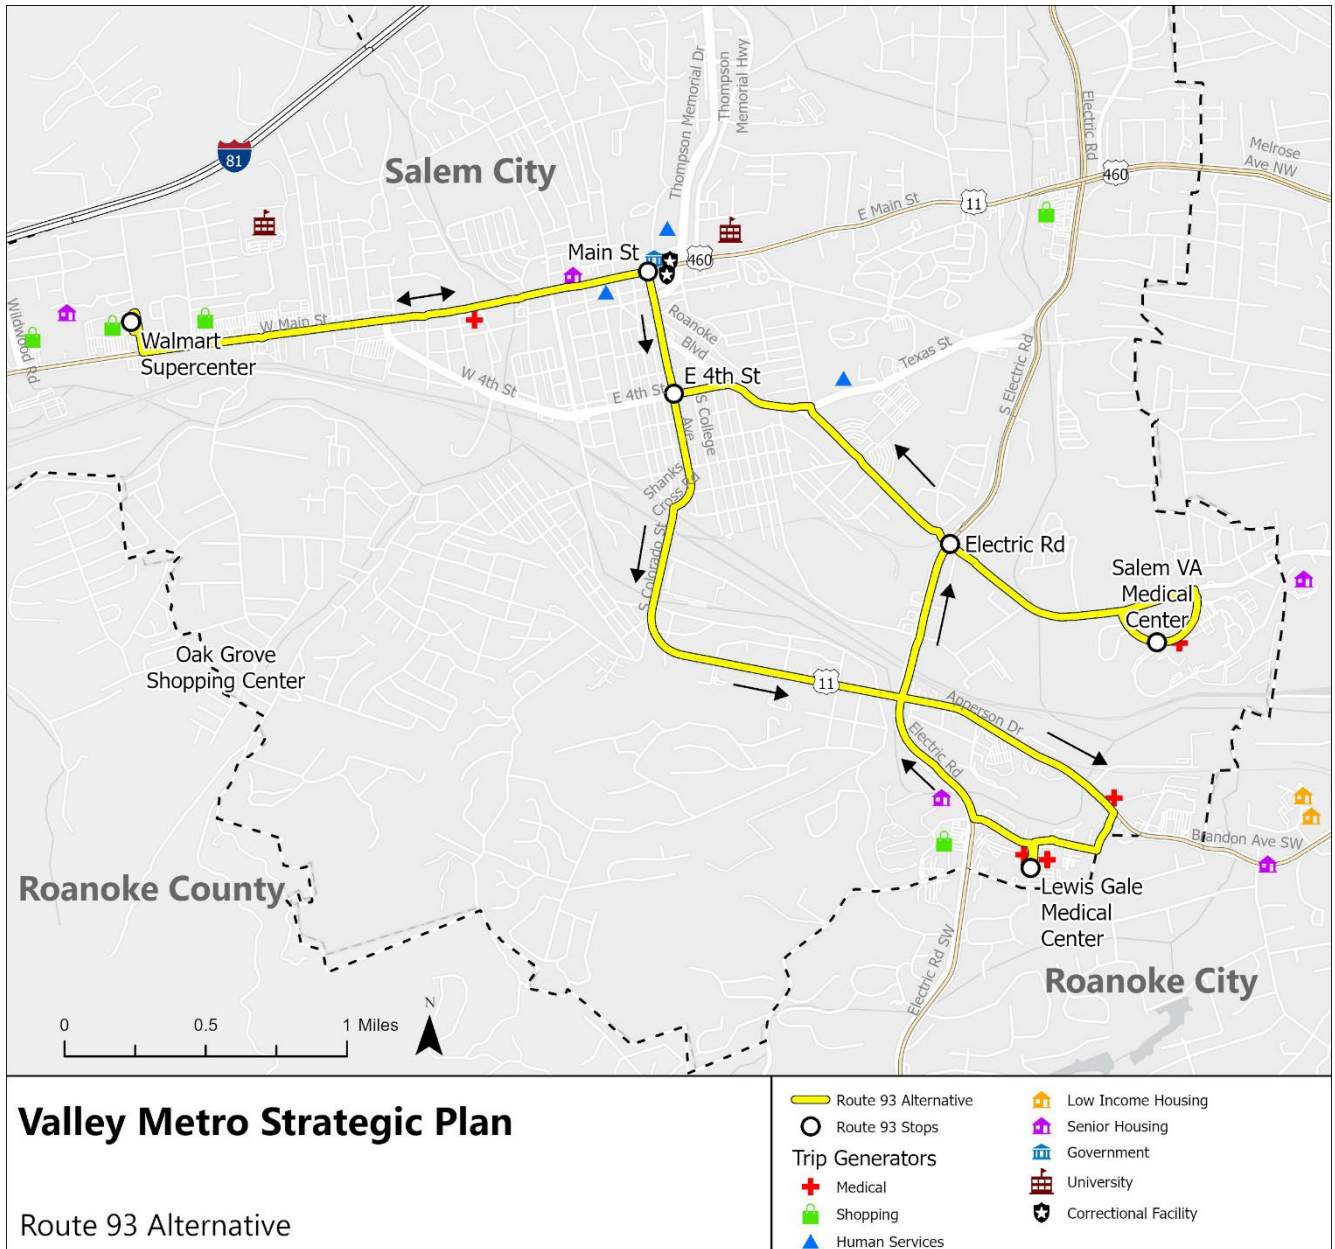 Thompson Memorial Dr
Thompson
Memorial Hwy
Electric Rd
81
Salem City
Melrose
Ave NW
460
11
E Main St
Main St
460
Wildwood Rd
W Main St
Walmart
Supercenter
Roanoke
Blvd
Texas St
S Electric Rd
W 4th St
E 4th St
E 4th St
S College
Ave
Shanks
Cross Rd
S Colorado St
Electric Rd
Salem VA
Medical
Center
Oak Grove
Shopping Center
11
Apperson Dr
Electric Rd
Brandon Ave SW
Roanoke County
Lewis Gale
Medical
Center
Electric Rd SW
Roanoke City
N
0 0.5 1 Miles
Valley Metro Strategic Plan
Route 93 Alternative
Route 93 Alternative
Route 93 Stops
Trip Generators
Medical
Shopping
Human Services
Low Income Housing
Senior Housing
Government
University
Correctional Facility